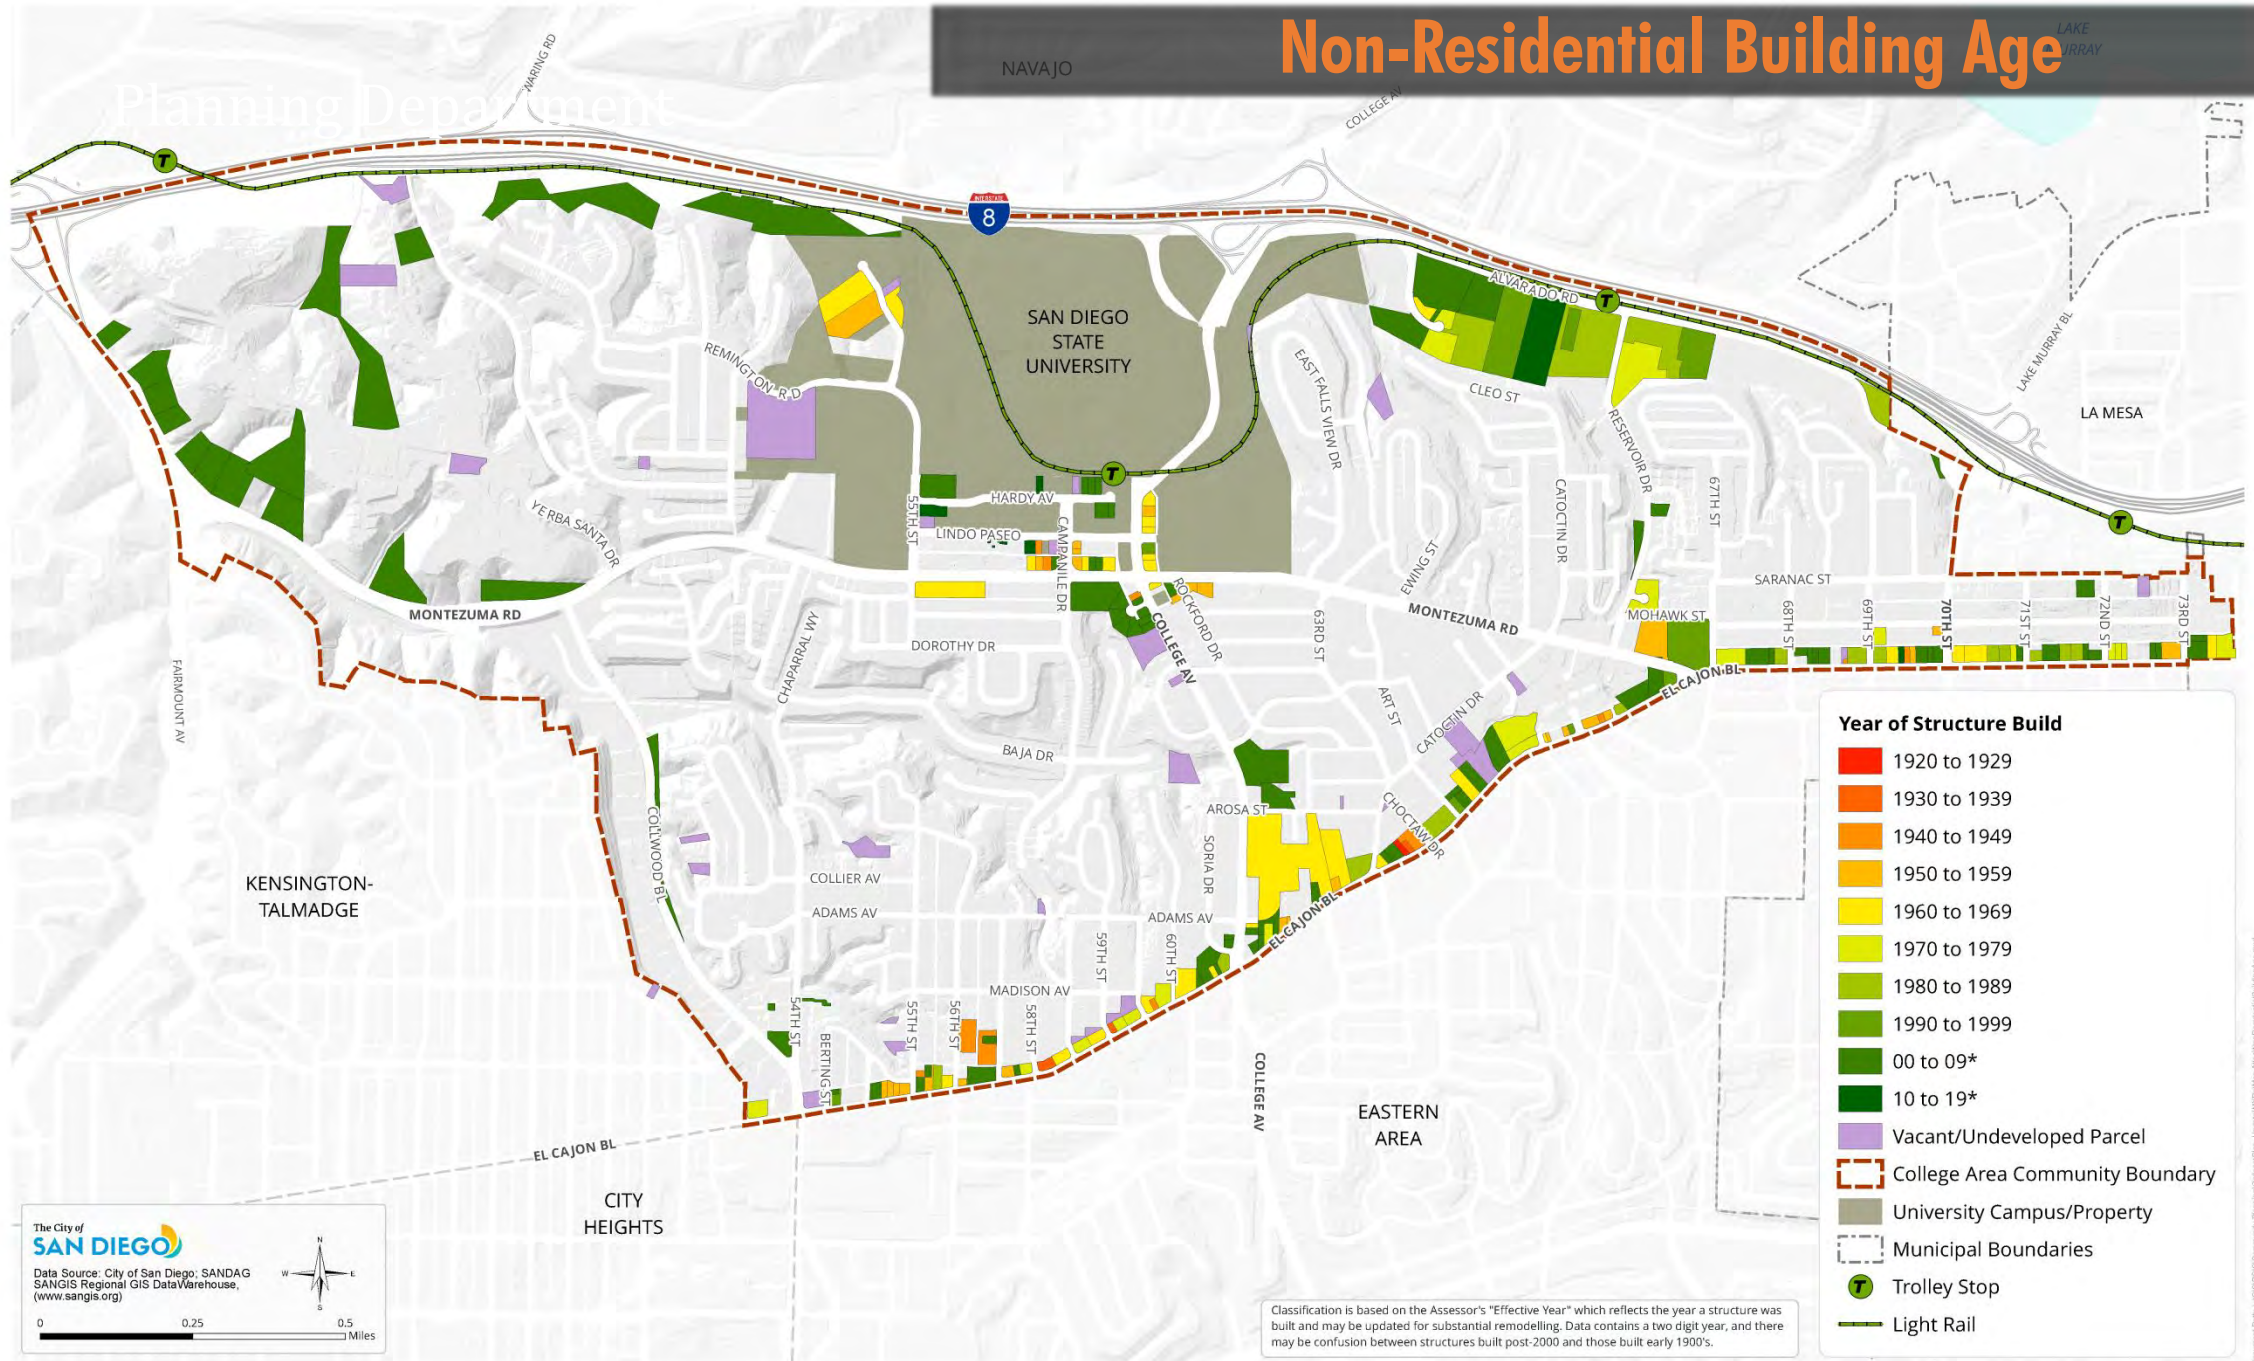 Non-Residential Building Age
Planning Department
NAVAJO
LAKE
WARING RD
COLLEGE AV
INTERSTATE
8
T
T
T
T
SAN DIEGO
STATE
UNIVERSITY
ALVARADO RD
LAKE MURRAY BL
LA MESA
REMINGTON RD
EAST FALLS VIEW DR
CLEO ST
RESERVOIR DR
67TH ST
CATOCTIN DR
55TH ST
HARDY AV
LINDO PASEO
CAMPANILE DR
YERBA SANTA DR
EWING ST
SARANAC ST
MONTEZUMA RD
ROCKFORD DR
63RD ST
MONTEZUMA RD
MOHAWK ST
68TH ST
69TH ST
70TH ST
71ST ST
72ND ST
73RD ST
CHAPARRAL WY
DOROTHY DR
COLLEGE AV
FAIRMOUNT AV
ART ST
CATOCTIN DR
EL CAJON BL
BAJA DR
COLLWOOD BL
AROSA ST
CHOCTAW DR
SORIA DR
KENSINGTON-
TALMADGE
COLLIER AV
ADAMS AV
ADAMS AV
EL CAJON BL
59TH ST
60TH ST
MADISON AV
54TH ST
BERTING ST
55TH ST
56TH ST
58TH ST
COLLEGE AV
EASTERN
AREA
EL CAJON BL
CITY
HEIGHTS
Year of Structure Build
1920 to 1929
1930 to 1939
1940 to 1949
1950 to 1959
1960 to 1969
1970 to 1979
1980 to 1989
1990 to 1999
00 to 09*
10 to 19*
Vacant/Undeveloped Parcel
College Area Community Boundary
University Campus/Property
Municipal Boundaries
T Trolley Stop
Light Rail
The City of
SAN DIEGO
Data Source: City of San Diego; SANDAG
SANGIS Regional GIS DataWarehouse,
(www.sangis.org)
N
W E
S
0 0.25 0.5
Miles
Classification is based on the Assessor's "Effective Year" which reflects the year a structure was
built and may be updated for substantial remodelling. Data contains a two digit year, and there
may be confusion between structures built post-2000 and those built early 1900's.